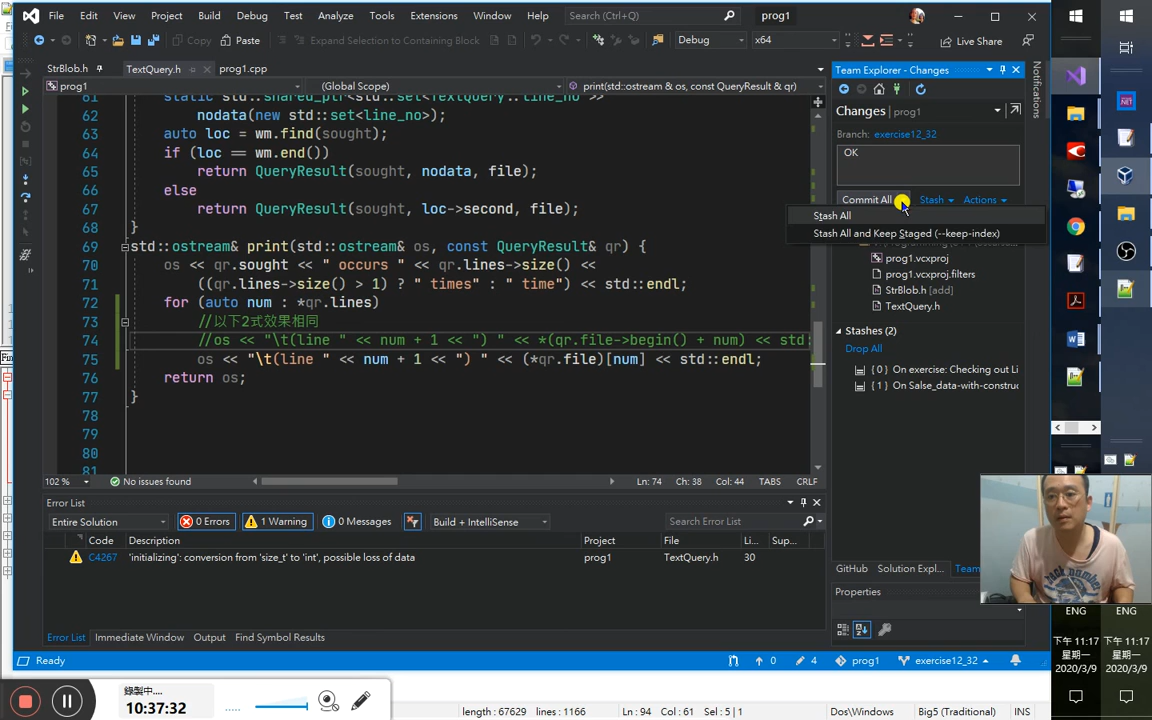 File Edit View Project Build Debug Test Analyze Tools Extensions Window Help Search (Ctrl+Q) prog1
Copy Paste Expand Selection to Containing Block Debug x64 Live Share
StrBlob.h TextQuery.h prog1.cpp
prog1 (Global Scope) print(std::ostream & os, const QueryResult & qr)
61 static std::shared_ptr<std::set<TextQuery::line_no >>
62 nodata(new std::set<line_no>);
63 auto loc = wm.find(sought);
64 if (loc == wm.end())
65 return QueryResult(sought, nodata, file);
66 else
67 return QueryResult(sought, loc->second, file);
68 }
69 std::ostream& print(std::ostream& os, const QueryResult& qr) {
70 os << qr.sought << " occurs " << qr.lines->size() <<
71 ((qr.lines->size() > 1) ? " times" : " time") << std::endl;
72 for (auto num : *qr.lines)
73 //以下2式效果相同
74 //os << "\t(line " << num + 1 << ") " << *(qr.file->begin() + num) << std:
75 os << "\t(line " << num + 1 << ") " << (*qr.file)[num] << std::endl;
76 return os;
77 }
78
79
80
81
102 % No issues found Ln: 74 Ch: 38 Col: 44 TABS CRLF
Error List
Entire Solution 0 Errors 1 Warning 0 Messages Build + IntelliSense Search Error List
Code Description Project File Li... Sup...
C4267 'initializing': conversion from 'size_t' to 'int', possible loss of data prog1 TextQuery.h 30
Error List Immediate Window Output Find Symbol Results
Ready 0 4 prog1 exercise12_32
Team Explorer - Changes
Changes | prog1
Branch: exercise12_32
OK
Commit All Stash Actions
Stash All
Stash All and Keep Staged (--keep-index)
prog1.vcxproj
prog1.vcxproj.filters
StrBlob.h [add]
TextQuery.h
Stashes (2)
Drop All
{ 0 } On exercise: Checking out Li
{ 1 } On Salse_data-with-constru
GitHub Solution Expl... Team
Properties
Notifications
Fin
ENG ENG
下午 11:17 下午 11:17
星期一 星期一
2020/3/9 2020/3/9
錄製中....
10:37:32
length : 67629 lines : 1166 Ln : 94 Col : 61 Sel : 5 | 1 Dos\Windows Big5 (Traditional) INS